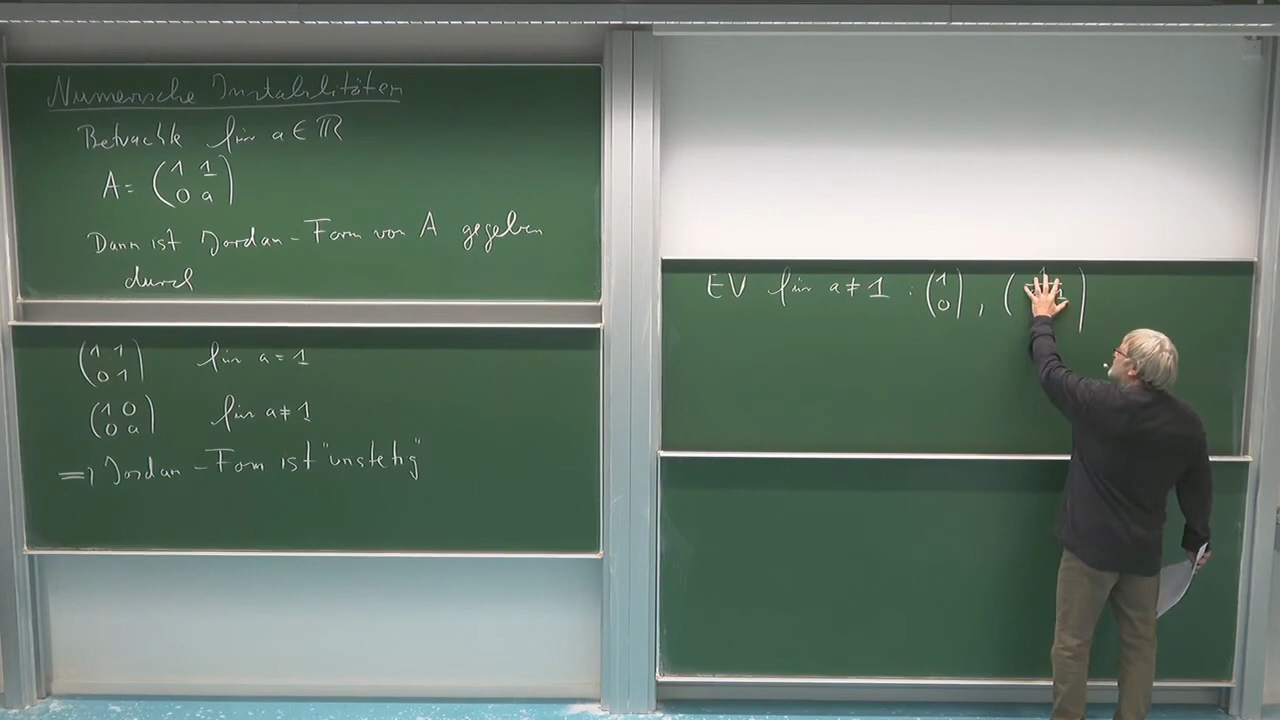 Numerische Instabilitäten
Betrachte für a ∈ ℝ
A = (1 1; 0 a)
Dann ist Jordan-Form von A gegeben
durch
(1 1; 0 1) für a = 1
(1 0; 0 a) für a ≠ 1
=> Jordan-Form ist "unstetig"
EV für a ≠ 1 : (1; 0), (